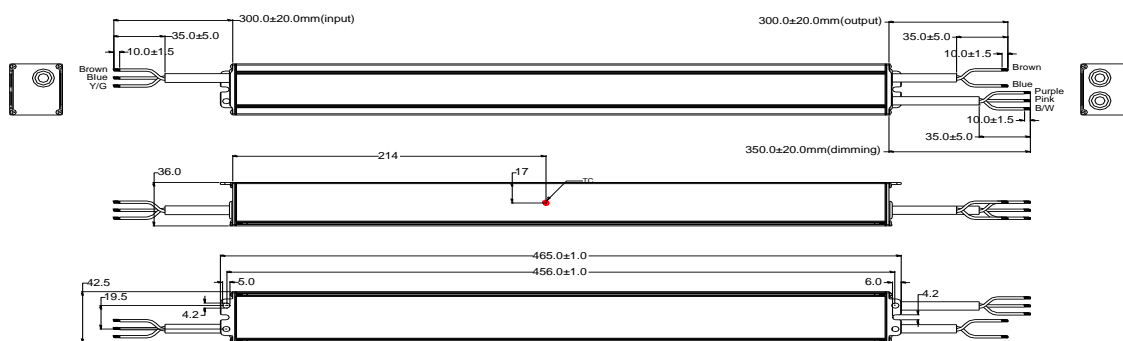 300.0±20.0mm(input)
300.0±20.0mm(output)
35.0±5.0
35.0±5.0
10.0±1.5
10.0±1.5
Brown
Blue
Y/G
Brown
Blue
Purple
Pink
B/W
10.0±1.5
35.0±5.0
350.0±20.0mm(dimming)
214
36.0
17
TC
465.0±1.0
456.0±1.0
42.5
5.0
6.0
19.5
4.2
4.2